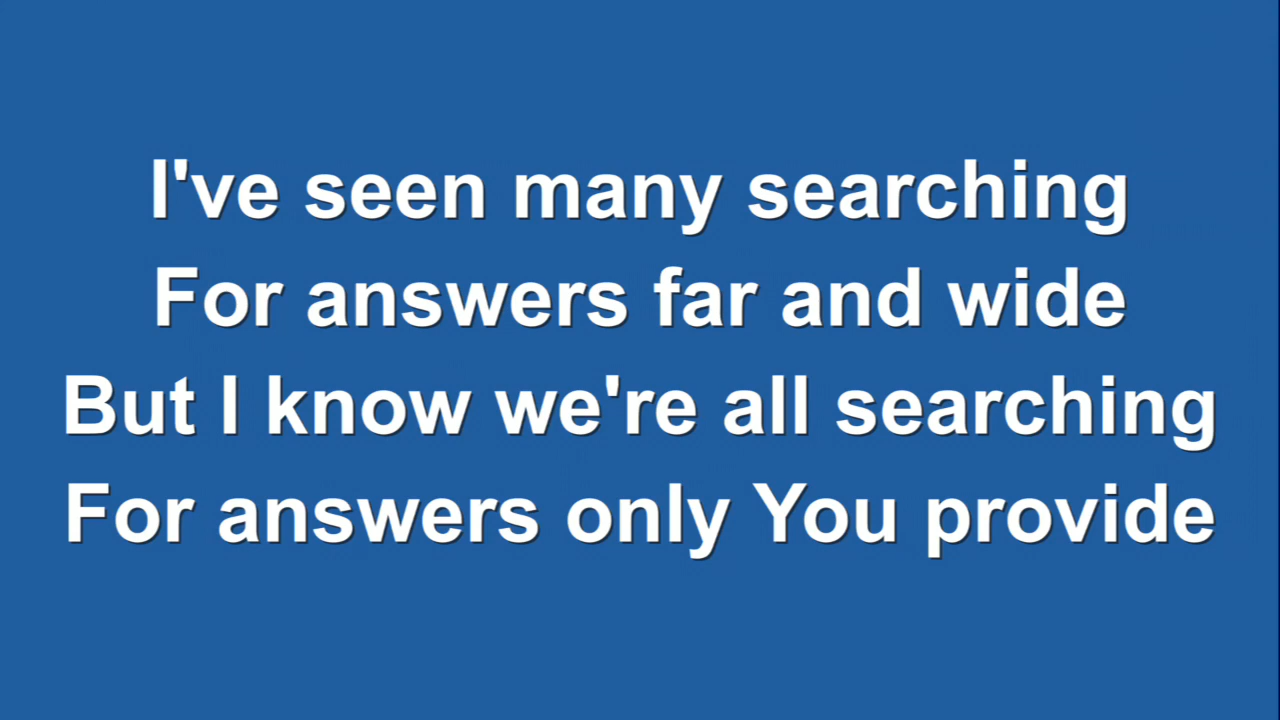 I've seen many searching
For answers far and wide
But I know we're all searching
For answers only You provide